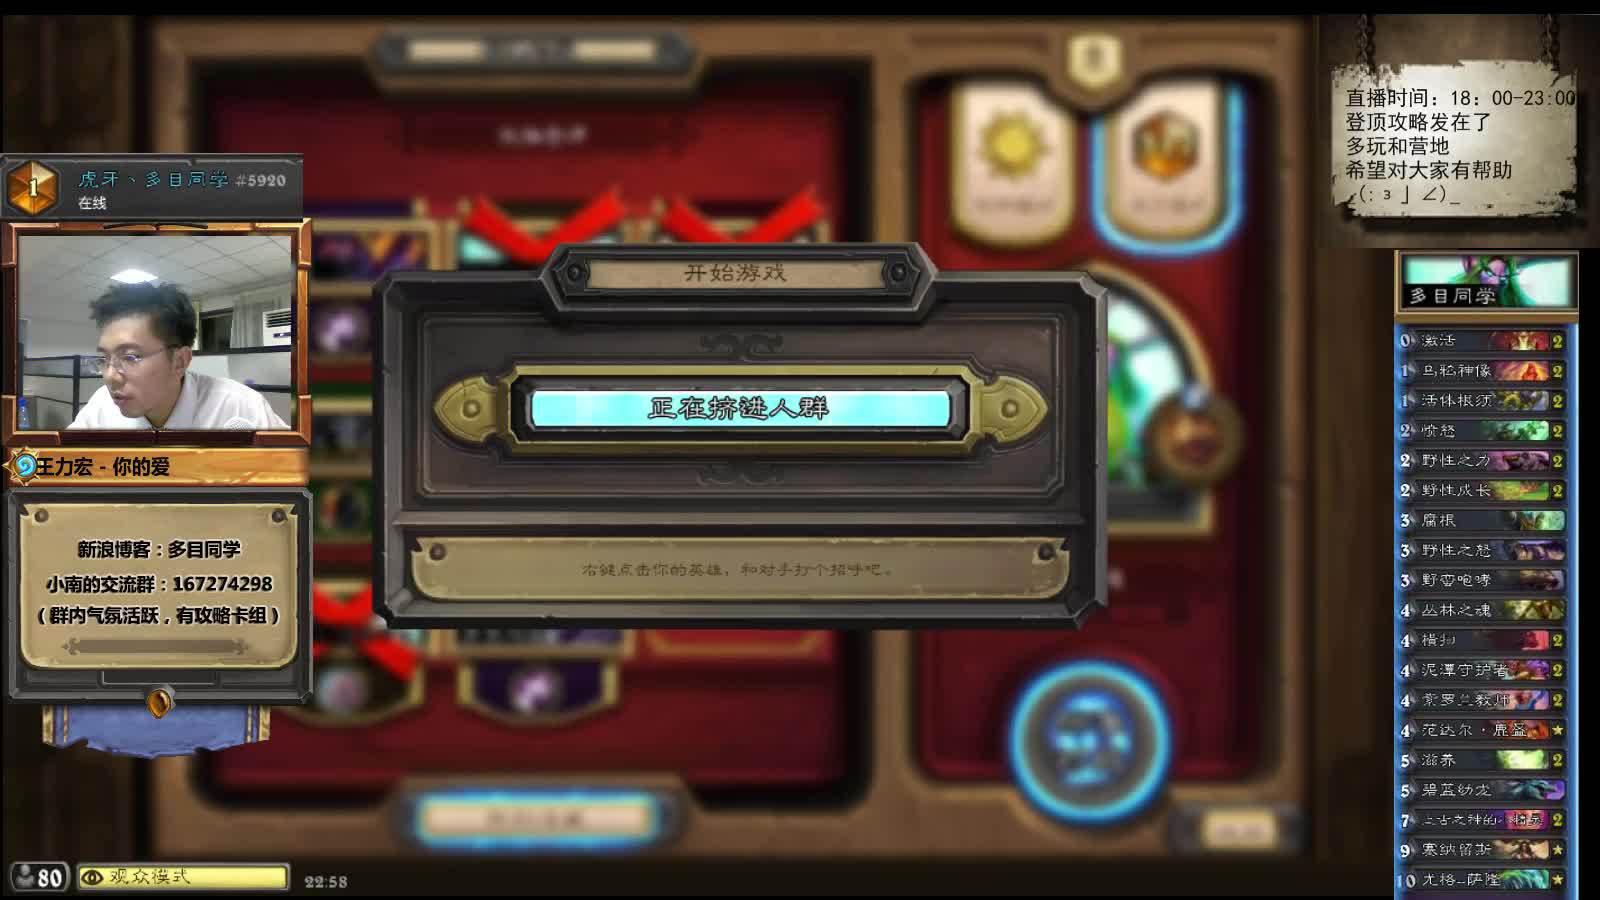 直播时间：18：00-23:00
登顶攻略发在了
多玩和营地
希望对大家有帮助
_(:з」∠)_
1
虎牙丶多目同学 #5920
在线
开始游戏
正在挤进人群
右键点击你的英雄，和对手打个招呼吧。
王力宏 - 你的爱
新浪博客：多目同学
小南的交流群：167274298
（群内气氛活跃，有攻略卡组）
80
观众模式
22:58
多目同学
0 激活 2
1 乌鸦神像 2
1 活体根须 2
2 愤怒 2
2 野性之力 2
2 野性成长 2
3 腐根
3 野性之怒
3 野蛮咆哮
4 丛林之魂
4 横扫 2
4 泥潭守护者 2
4 紫罗兰教师 2
4 范达尔·鹿盔
5 滋养 2
5 碧蓝幼龙
7 上古之神的 2
9 塞纳留斯
10 尤格-萨隆